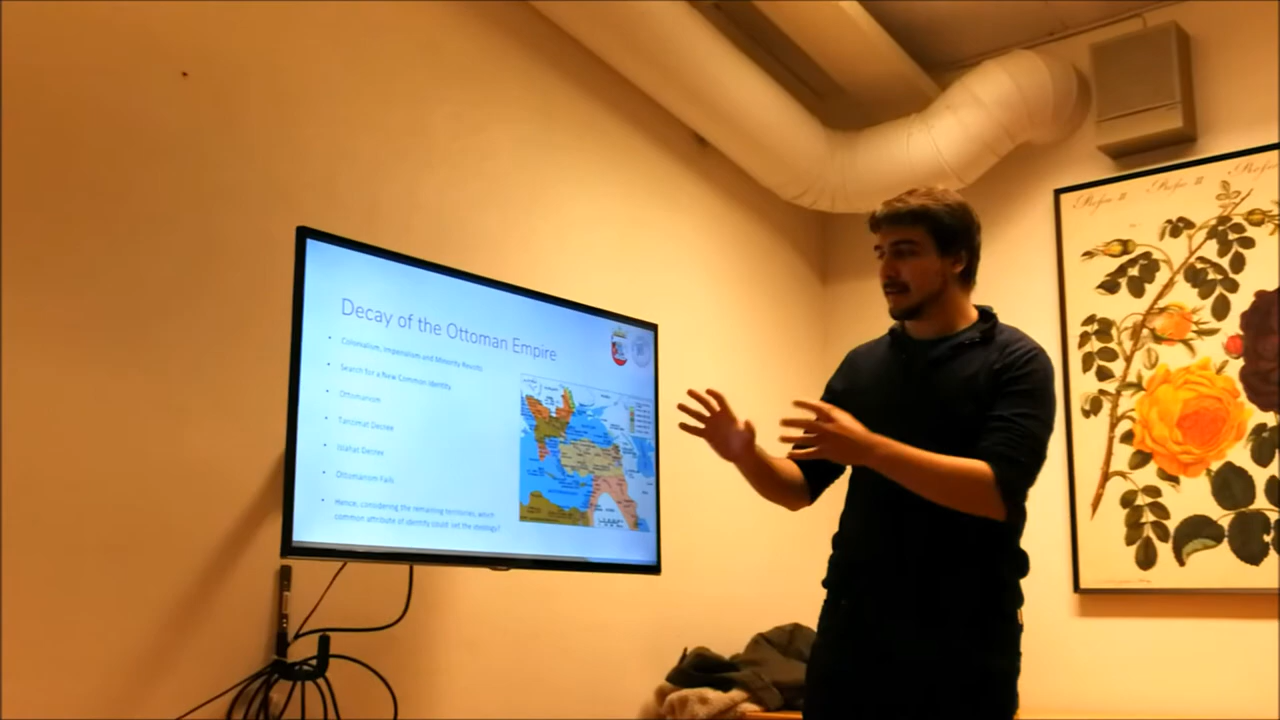 Decay of the Ottoman Empire
• Colonialism, Imperialism and Minority Revolts
• Search for a New Common Identity
• Ottomanism
• Tanzimat Decree
• Islahat Decree
• Ottomanism Fails
• Hence, considering the remaining territories, which
common attribute of identity could set the ideology?